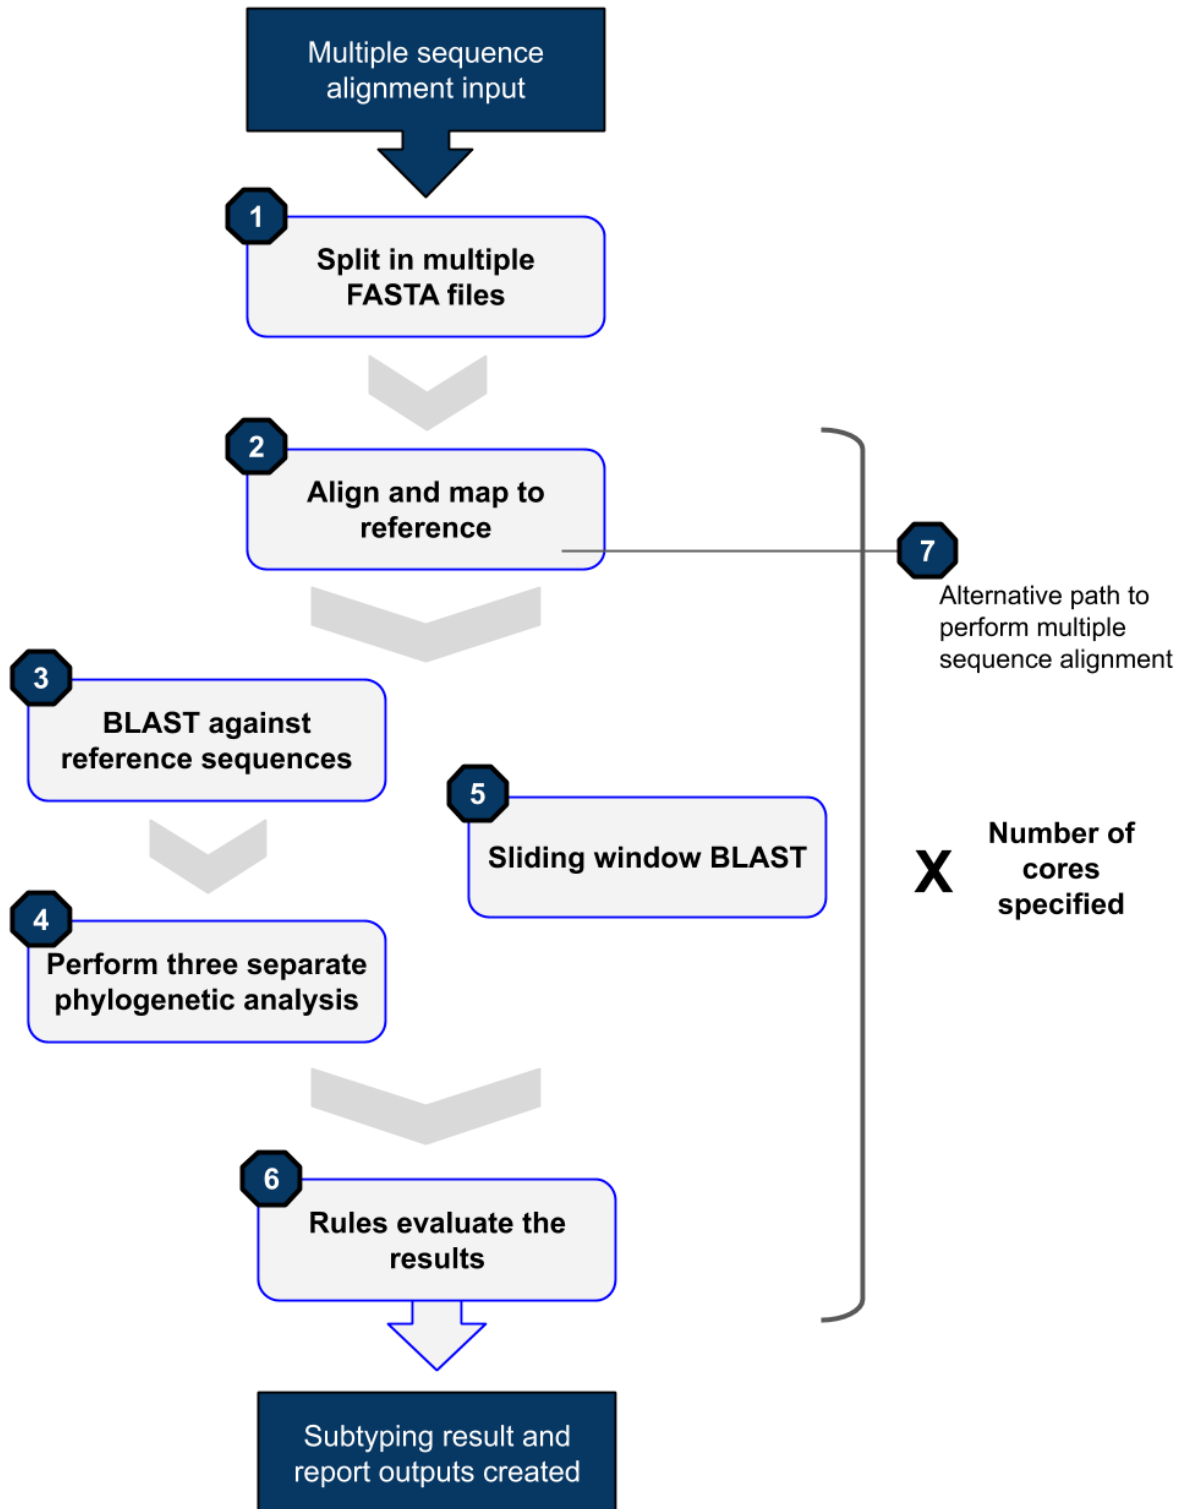 Multiple sequence
alignment input
1
Split in multiple
FASTA files
2
Align and map to
reference
7
Alternative path to
perform multiple
sequence alignment
3
BLAST against
reference sequences
5
Sliding window BLAST
X
Number of
cores
specified
4
Perform three separate
phylogenetic analysis
6
Rules evaluate the
results
Subtyping result and
report outputs created